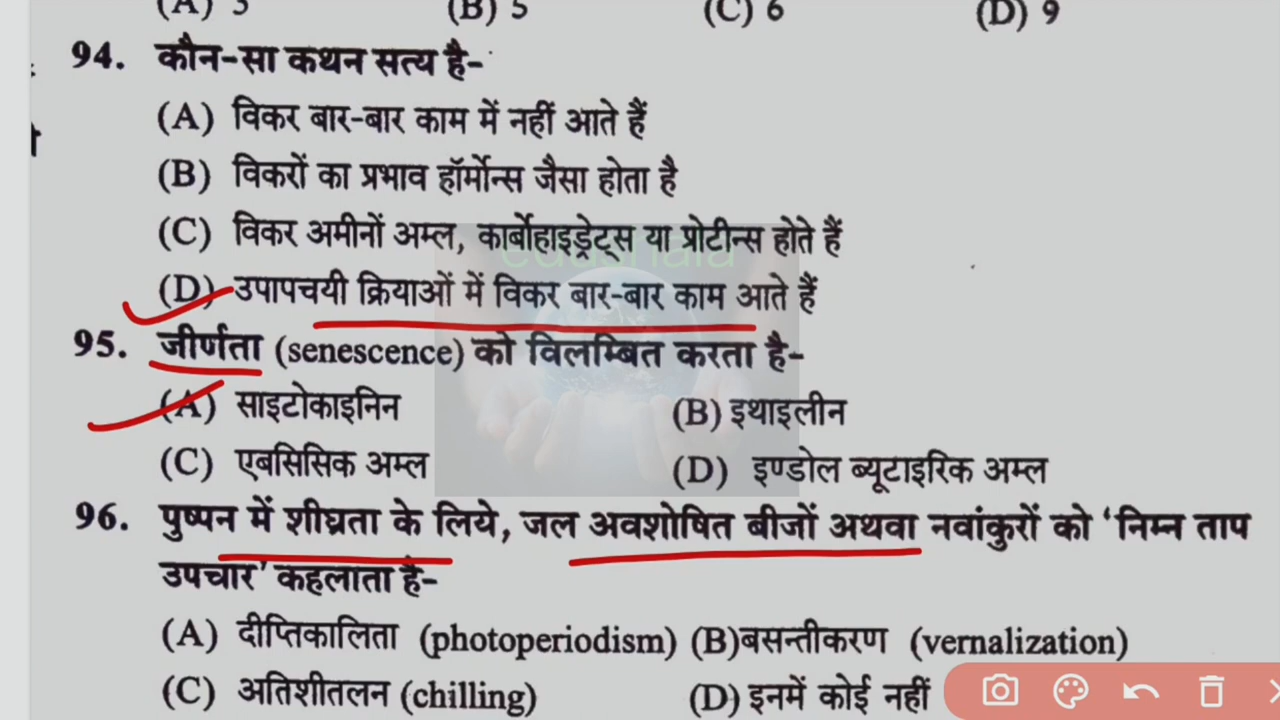 (A) 3 (B) 5 (C) 6 (D) 9
94. कौन-सा कथन सत्य है-
(A) विकर बार-बार काम में नहीं आते हैं
(B) विकरों का प्रभाव हॉर्मोन्स जैसा होता है
(C) विकर अमीनों अम्ल, कार्बोहाइड्रेट्स या प्रोटीन्स होते हैं
edushala
(D) उपापचयी क्रियाओं में विकर बार-बार काम आते हैं
95. जीर्णता (senescence) को विलम्बित करता है-
(A) साइटोकाइनिन (B) इथाइलीन
(C) एबसिसिक अम्ल (D) इण्डोल ब्यूटाइरिक अम्ल
96. पुष्पन में शीघ्रता के लिये, जल अवशोषित बीजों अथवा नवांकुरों को ‘निम्न ताप
उपचार’ कहलाता है-
(A) दीप्तिकालिता (photoperiodism) (B)बसन्तीकरण (vernalization)
(C) अतिशीतलन (chilling) (D) इनमें कोई नहीं